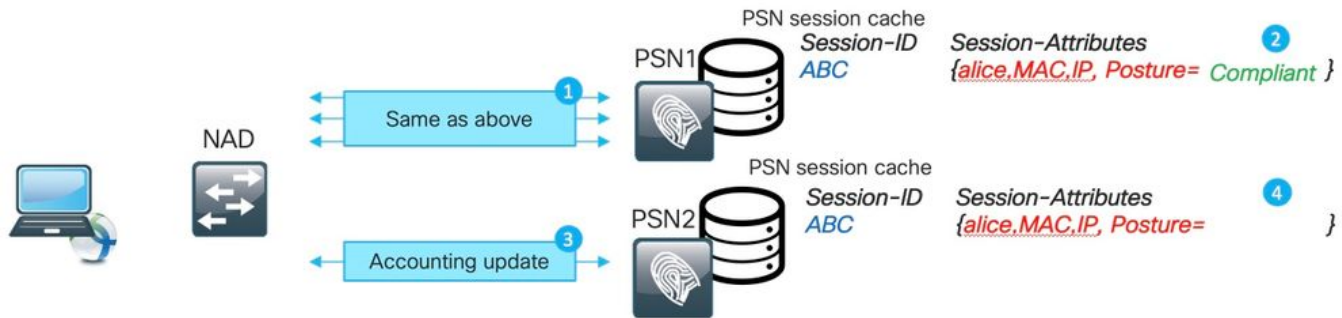 PSN session cache
Session-ID Session-Attributes 2
PSN1 ABC {alice,MAC,IP, Posture= Compliant }
1
Same as above
NAD
PSN session cache
Session-ID Session-Attributes 4
PSN2 ABC {alice,MAC,IP, Posture= }
3
Accounting update